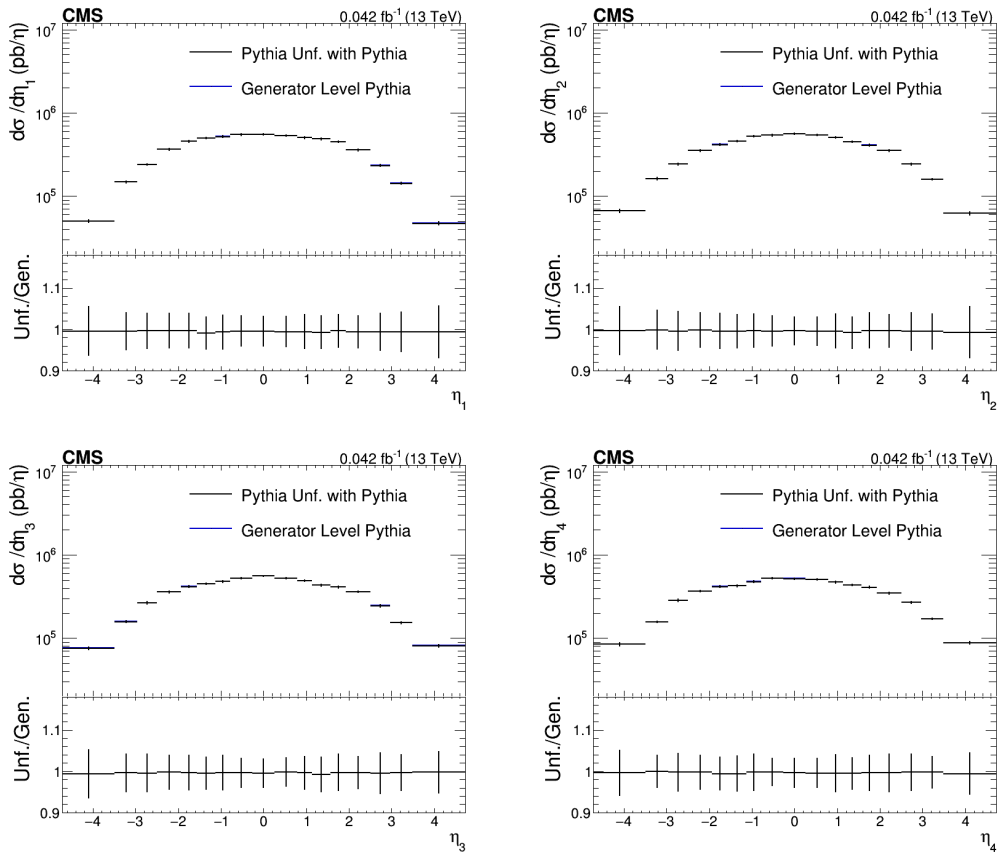 CMS 0.042 fb⁻¹ (13 TeV)
dσ/dη₁ (pb/η)
10⁷
10⁶
10⁵
Pythia Unf. with Pythia
Generator Level Pythia
Unf./Gen.
1.1
1
0.9
−4 −3 −2 −1 0 1 2 3 4
η₁
CMS 0.042 fb⁻¹ (13 TeV)
dσ/dη₂ (pb/η)
10⁷
10⁶
10⁵
Pythia Unf. with Pythia
Generator Level Pythia
Unf./Gen.
1.1
1
0.9
−4 −3 −2 −1 0 1 2 3 4
η₂
CMS 0.042 fb⁻¹ (13 TeV)
dσ/dη₃ (pb/η)
10⁷
10⁶
10⁵
Pythia Unf. with Pythia
Generator Level Pythia
Unf./Gen.
1.1
1
0.9
−4 −3 −2 −1 0 1 2 3 4
η₃
CMS 0.042 fb⁻¹ (13 TeV)
dσ/dη₄ (pb/η)
10⁷
10⁶
10⁵
Pythia Unf. with Pythia
Generator Level Pythia
Unf./Gen.
1.1
1
0.9
−4 −3 −2 −1 0 1 2 3 4
η₄